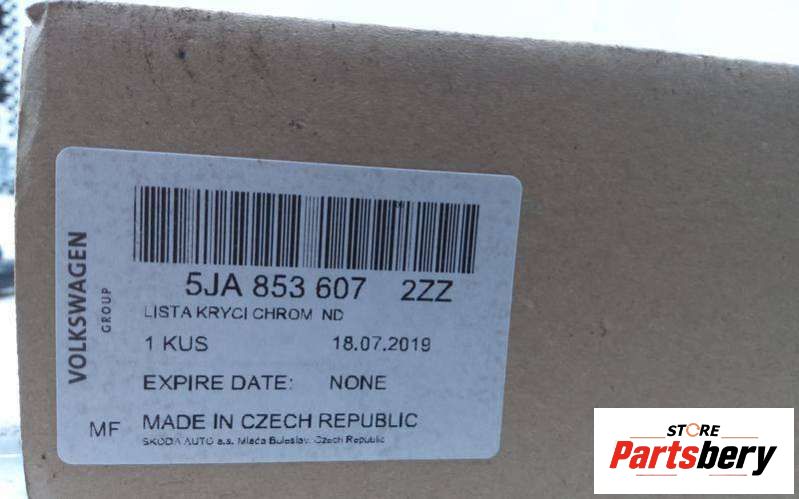 VOLKSWAGEN
GROUP
5JA 853 607 2ZZ
LISTA KRYCI CHROM ND
1 KUS 18.07.2019
EXPIRE DATE: NONE
MF MADE IN CZECH REPUBLIC
SKODA AUTO a.s. Mlada Boleslav, Czech Republic
STORE
Partsbery